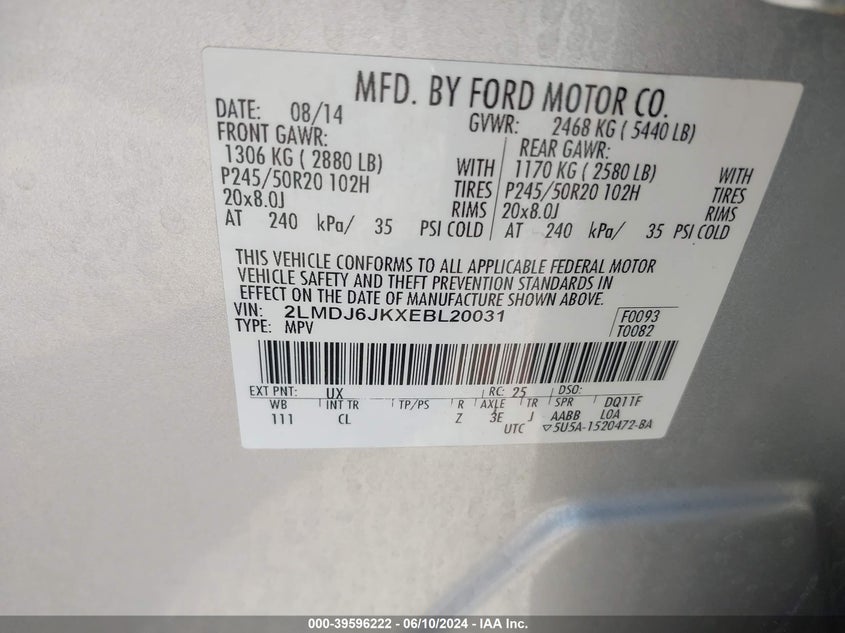 MFD. BY FORD MOTOR CO.
DATE: 08/14 GVWR: 2468 KG ( 5440 LB)
FRONT GAWR: REAR GAWR:
1306 KG ( 2880 LB) WITH 1170 KG ( 2580 LB) WITH
P245/50R20 102H TIRES P245/50R20 102H TIRES
20x8.0J RIMS 20x8.0J RIMS
AT 240 kPa/ 35 PSI COLD AT 240 kPa/ 35 PSI COLD
THIS VEHICLE CONFORMS TO ALL APPLICABLE FEDERAL MOTOR
VEHICLE SAFETY AND THEFT PREVENTION STANDARDS IN
EFFECT ON THE DATE OF MANUFACTURE SHOWN ABOVE.
VIN: 2LMDJ6JKXEBL20031 F0093
TYPE: MPV T0082
EXT PNT: UX RC: 25 DSO:
WB INT TR TP/PS R AXLE TR SPR DQ11F
111 CL Z 3E J AABB LOA
UTC ▽5U5A-1520472-BA
000-39596222 - 06/10/2024 - IAA Inc.